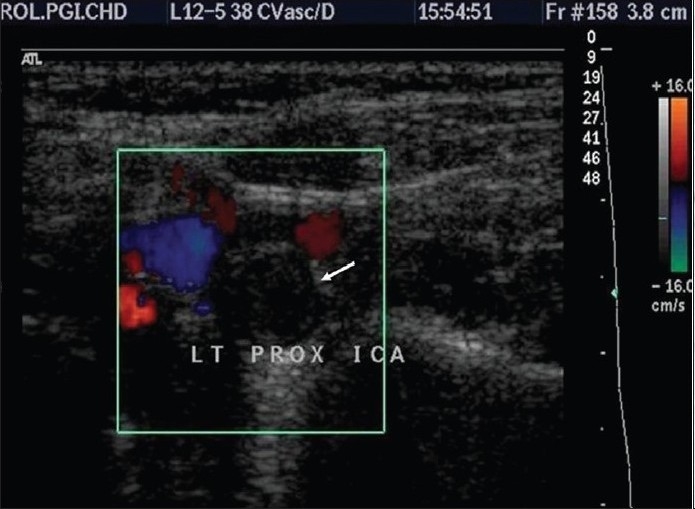 ROL.PGI.CHD L12-5 38 CVasc/D 15:54:51 Fr #158 3.8 cm
ATL
0
9
19
24
27
41
46
48
+ 16.0
- 16.0
cm/s
LT PROX ICA